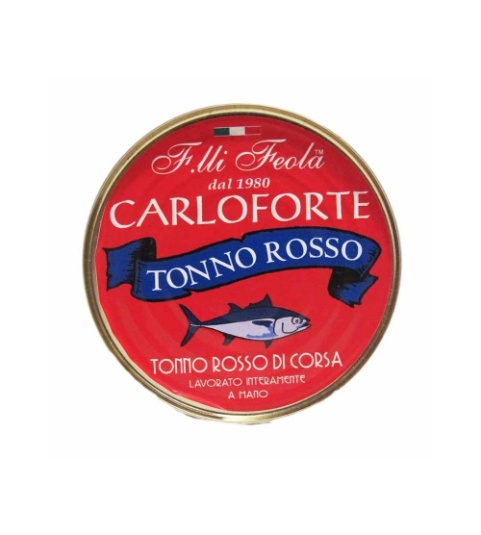 F.lli Feola™
dal 1980
CARLOFORTE
TONNO ROSSO
TONNO ROSSO DI CORSA
LAVORATO INTERAMENTE
A MANO